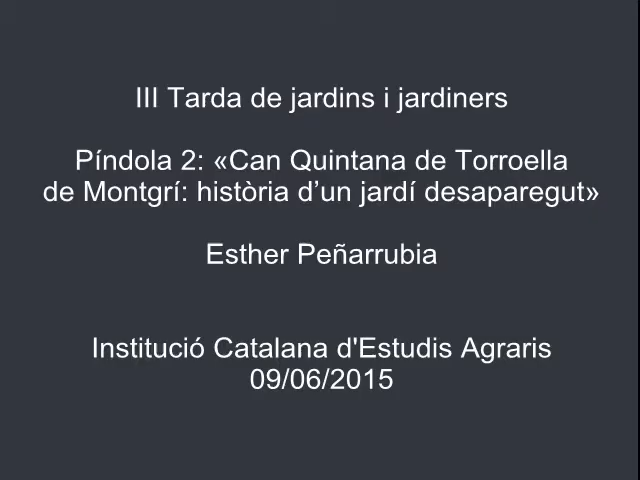 III Tarda de jardins i jardiners
Píndola 2: «Can Quintana de Torroella
de Montgrí: història d’un jardí desaparegut»
Esther Peñarrubia
Institució Catalana d'Estudis Agraris
09/06/2015